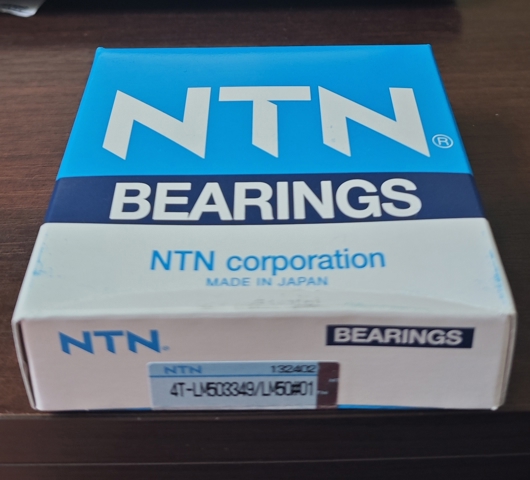 NTN®
BEARINGS
NTN corporation
MADE IN JAPAN
NTN. BEARINGS
NTN 132402
4T-LM503349/LM50#01